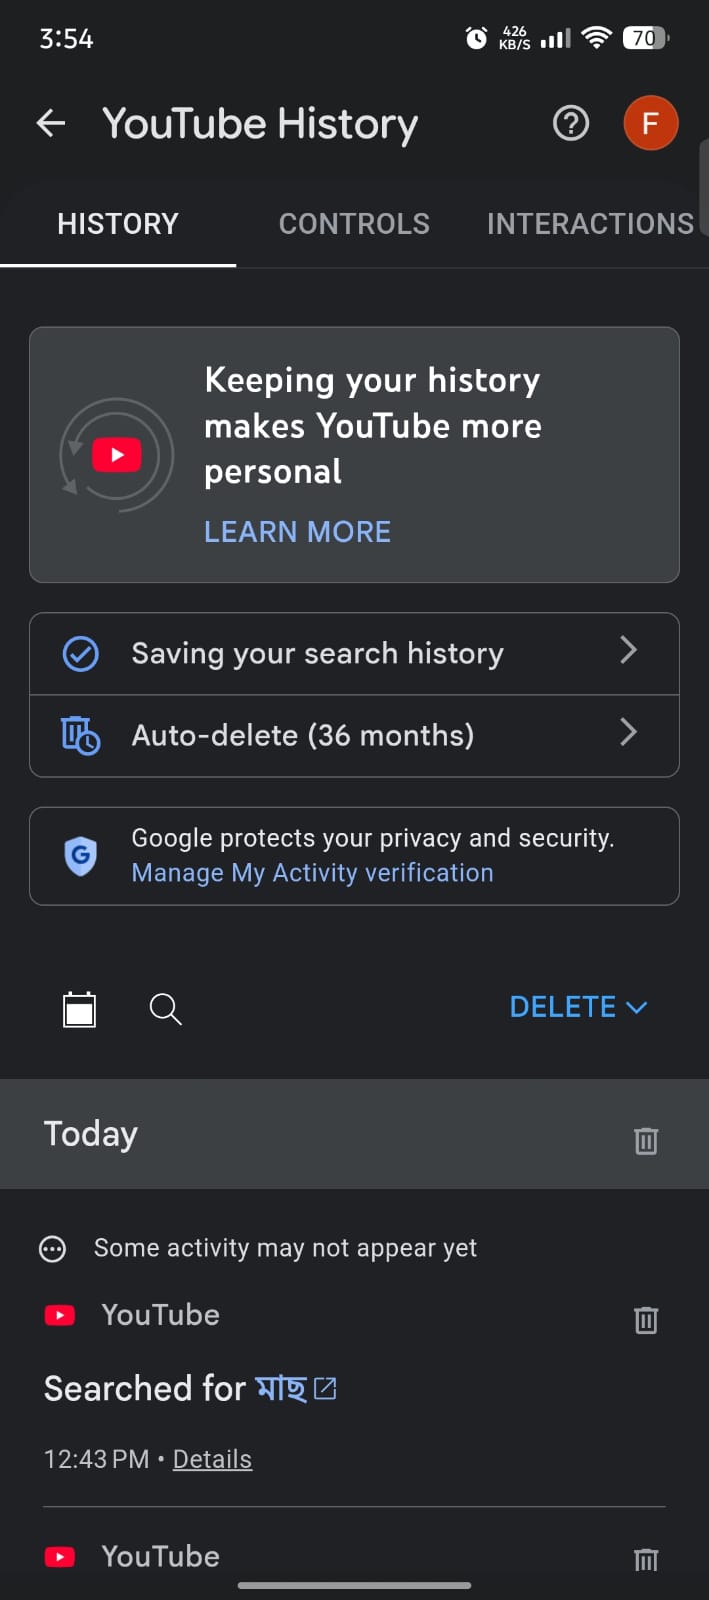 3:54
426
KB/S
70
YouTube History
F
HISTORY CONTROLS INTERACTIONS
Keeping your history
makes YouTube more
personal
LEARN MORE
Saving your search history
Auto-delete (36 months)
G
Google protects your privacy and security.
Manage My Activity verification
DELETE
Today
Some activity may not appear yet
YouTube
Searched for মাছ
12:43 PM • Details
YouTube